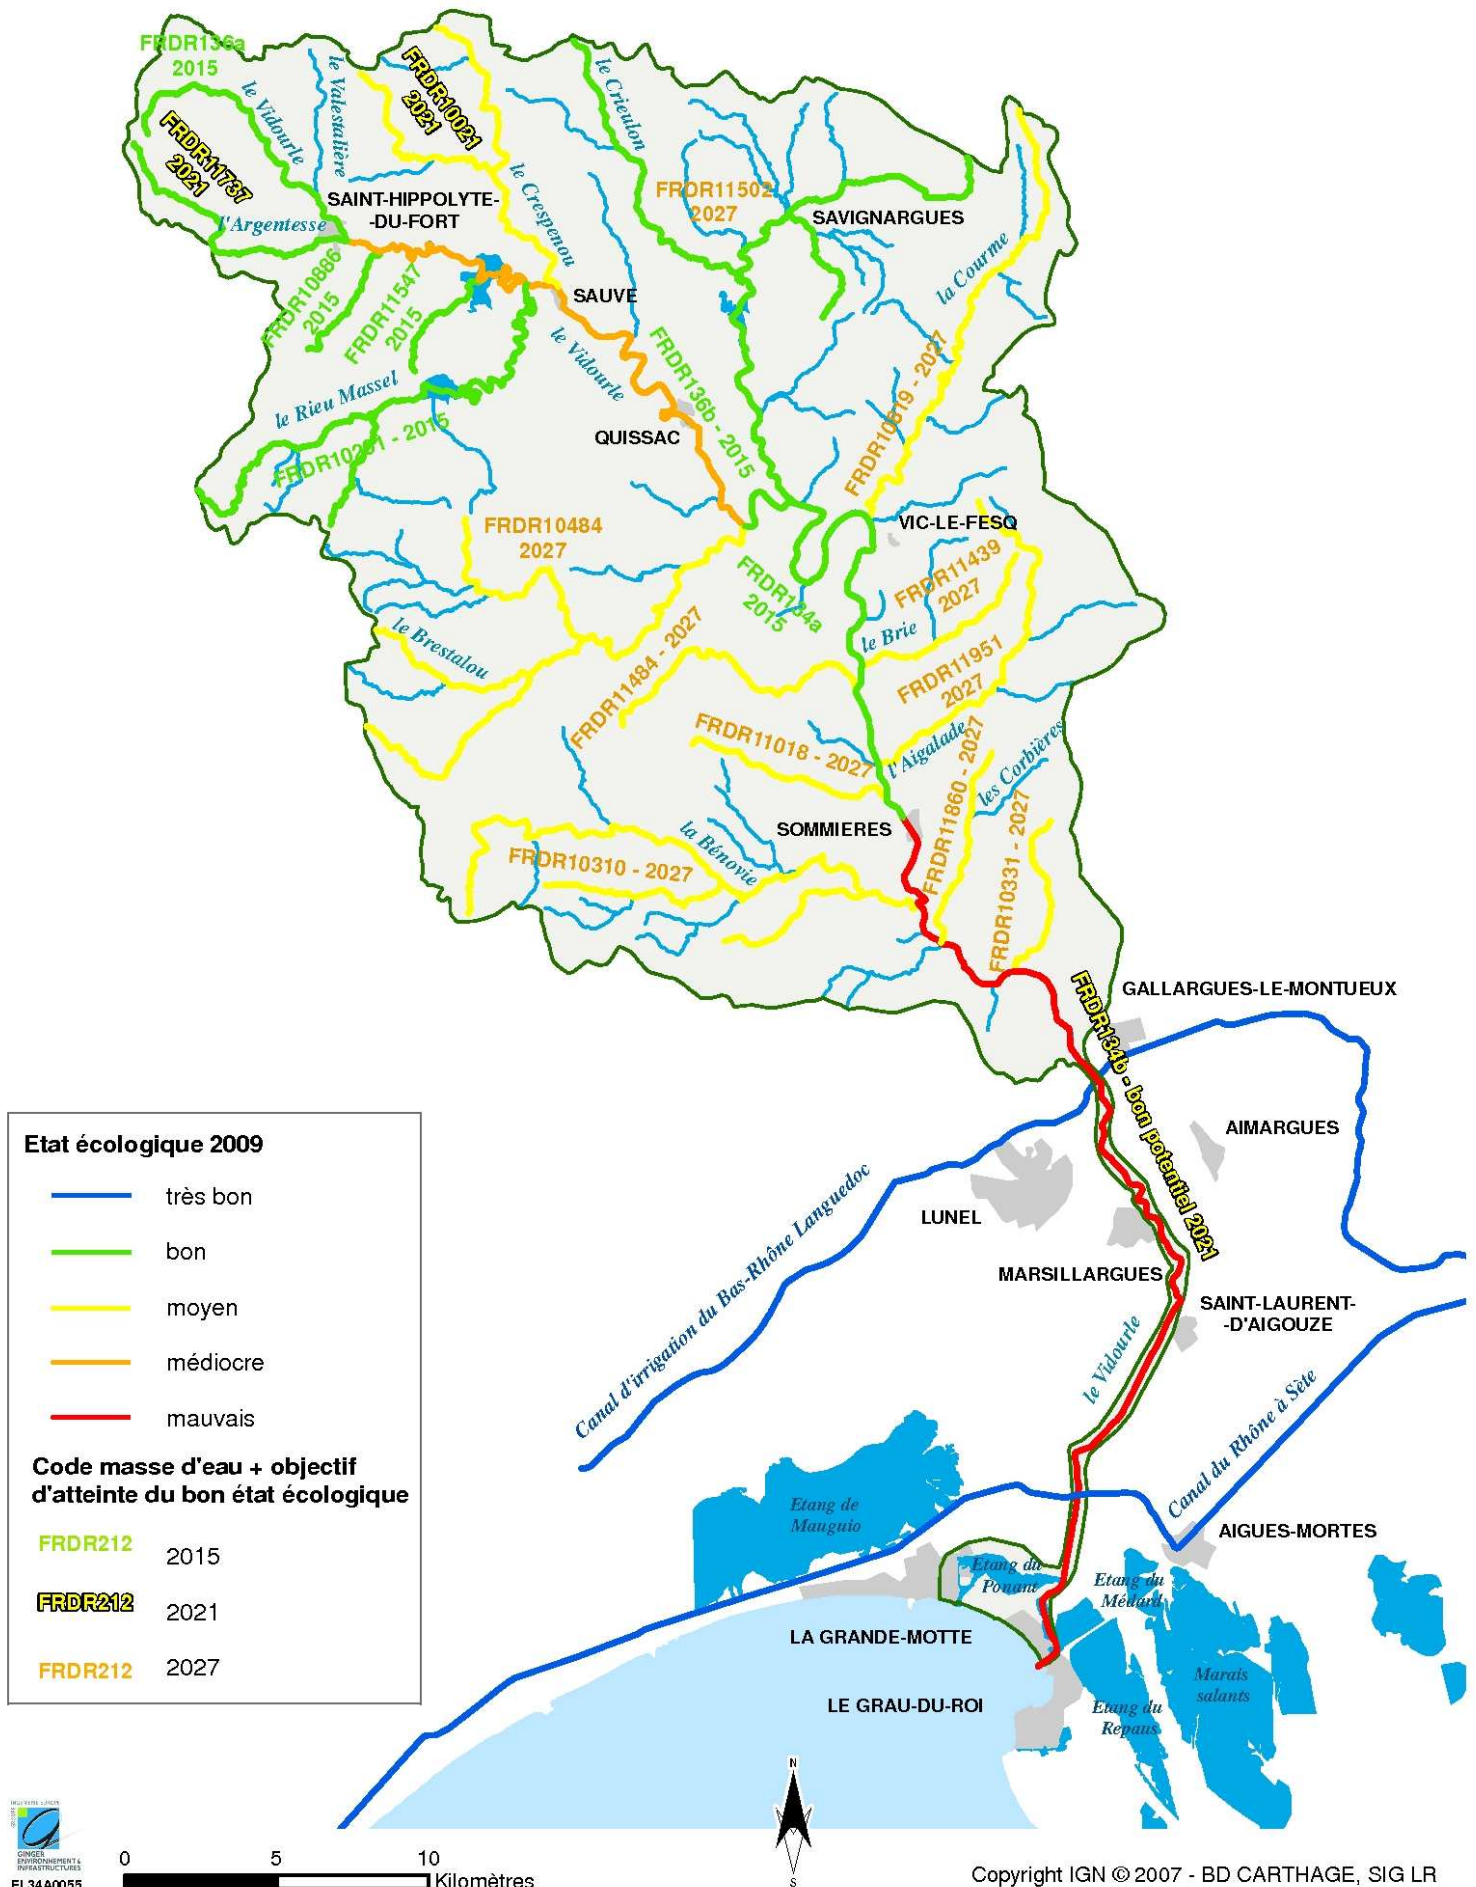 FRDR136a
2015
le Vidourle
le Valestalière
FRDR10021
2021
le Crieulon
FRDR11737
2021
SAINT-HIPPOLYTE-
-DU-FORT
l'Argentesse
le Crespenou
FRDR11502
2027
SAVIGNARGUES
la Courme
FRDR10886
2015
FRDR11547
2015
SAUVE
le Vidourle
FRDR136b - 2015
FRDR10819 - 2027
le Rieu Massel
FRDR10291 - 2015
QUISSAC
FRDR10484
2027
VIC-LE-FESQ
FRDR134a
2015
FRDR11439
2027
le Brestalou
le Brie
FRDR11484 - 2027
FRDR11951
2027
FRDR11018 - 2027
l'Aigalade
les Corbières
FRDR11860 - 2027
FRDR10331 - 2027
SOMMIERES
la Bénovie
FRDR10310 - 2027
GALLARGUES-LE-MONTUEUX
FRDR134b - bon potentiel 2021
AIMARGUES
LUNEL
Canal d'irrigation du Bas-Rhône Languedoc
MARSILLARGUES
SAINT-LAURENT-
-D'AIGOUZE
le Vidourle
Canal du Rhône à Sète
Etang de
Mauguio
AIGUES-MORTES
Etang du
Ponant
Etang du
Médard
LA GRANDE-MOTTE
LE GRAU-DU-ROI
Marais
salants
Etang du
Repaus
Etat écologique 2009
très bon
bon
moyen
médiocre
mauvais
Code masse d'eau + objectif
d'atteinte du bon état écologique
FRDR212 2015
FRDR212 2021
FRDR212 2027
GINGER
ENVIRONNEMENT &
INFRASTRUCTURES
EL34A0055
0 5 10
Kilomètres
N
S
Copyright IGN © 2007 - BD CARTHAGE, SIG LR